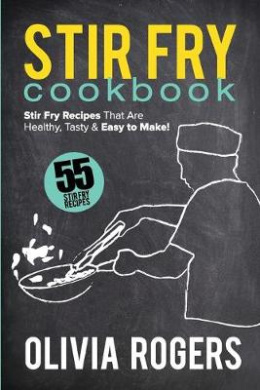 STIR FRY
cookbook
Stir Fry Recipes That Are
Healthy, Tasty & Easy to Make!
55
STIR FRY
RECIPES
OLIVIA ROGERS